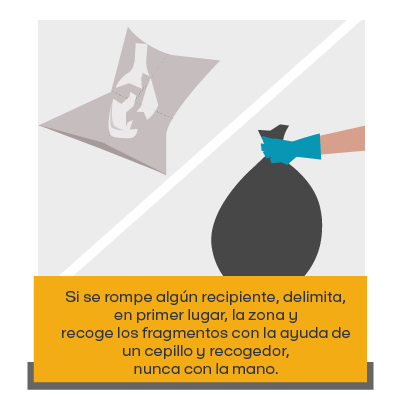 Si se rompe algún recipiente, delimita,
en primer lugar, la zona y
recoge los fragmentos con la ayuda de
un cepillo y recogedor,
nunca con la mano.